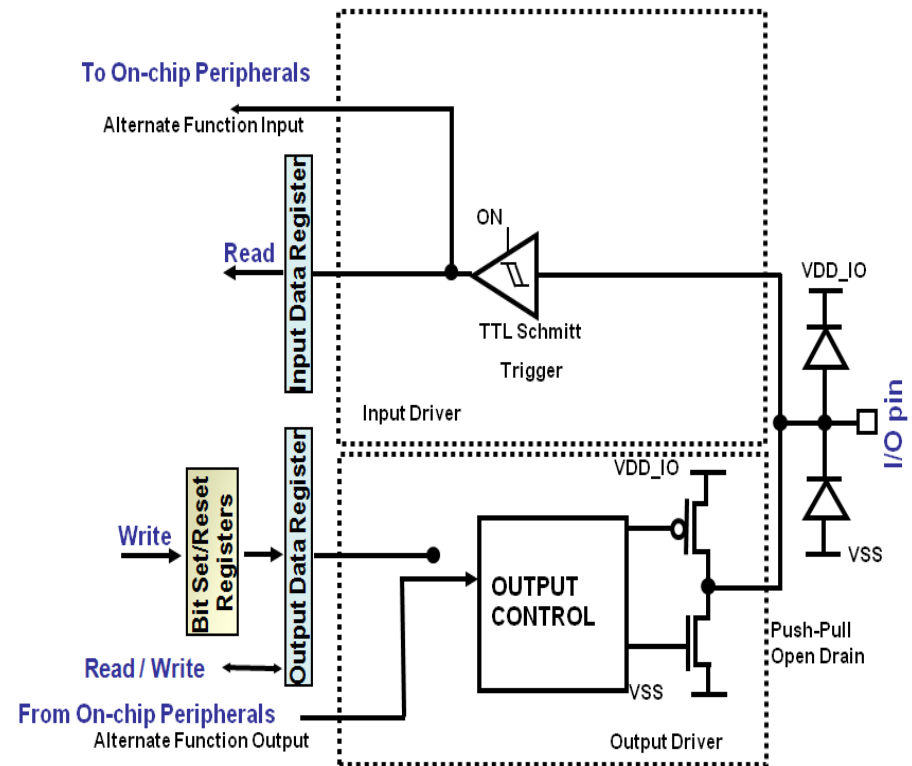 To On-chip Peripherals
Alternate Function Input
Read
Input Data Register
ON
TTL Schmitt
Trigger
Input Driver
VDD_IO
I/O pin
VSS
Write
Bit Set/Reset
Registers
Output Data Register
Read / Write
From On-chip Peripherals
Alternate Function Output
OUTPUT
CONTROL
VDD_IO
VSS
Push-Pull
Open Drain
Output Driver